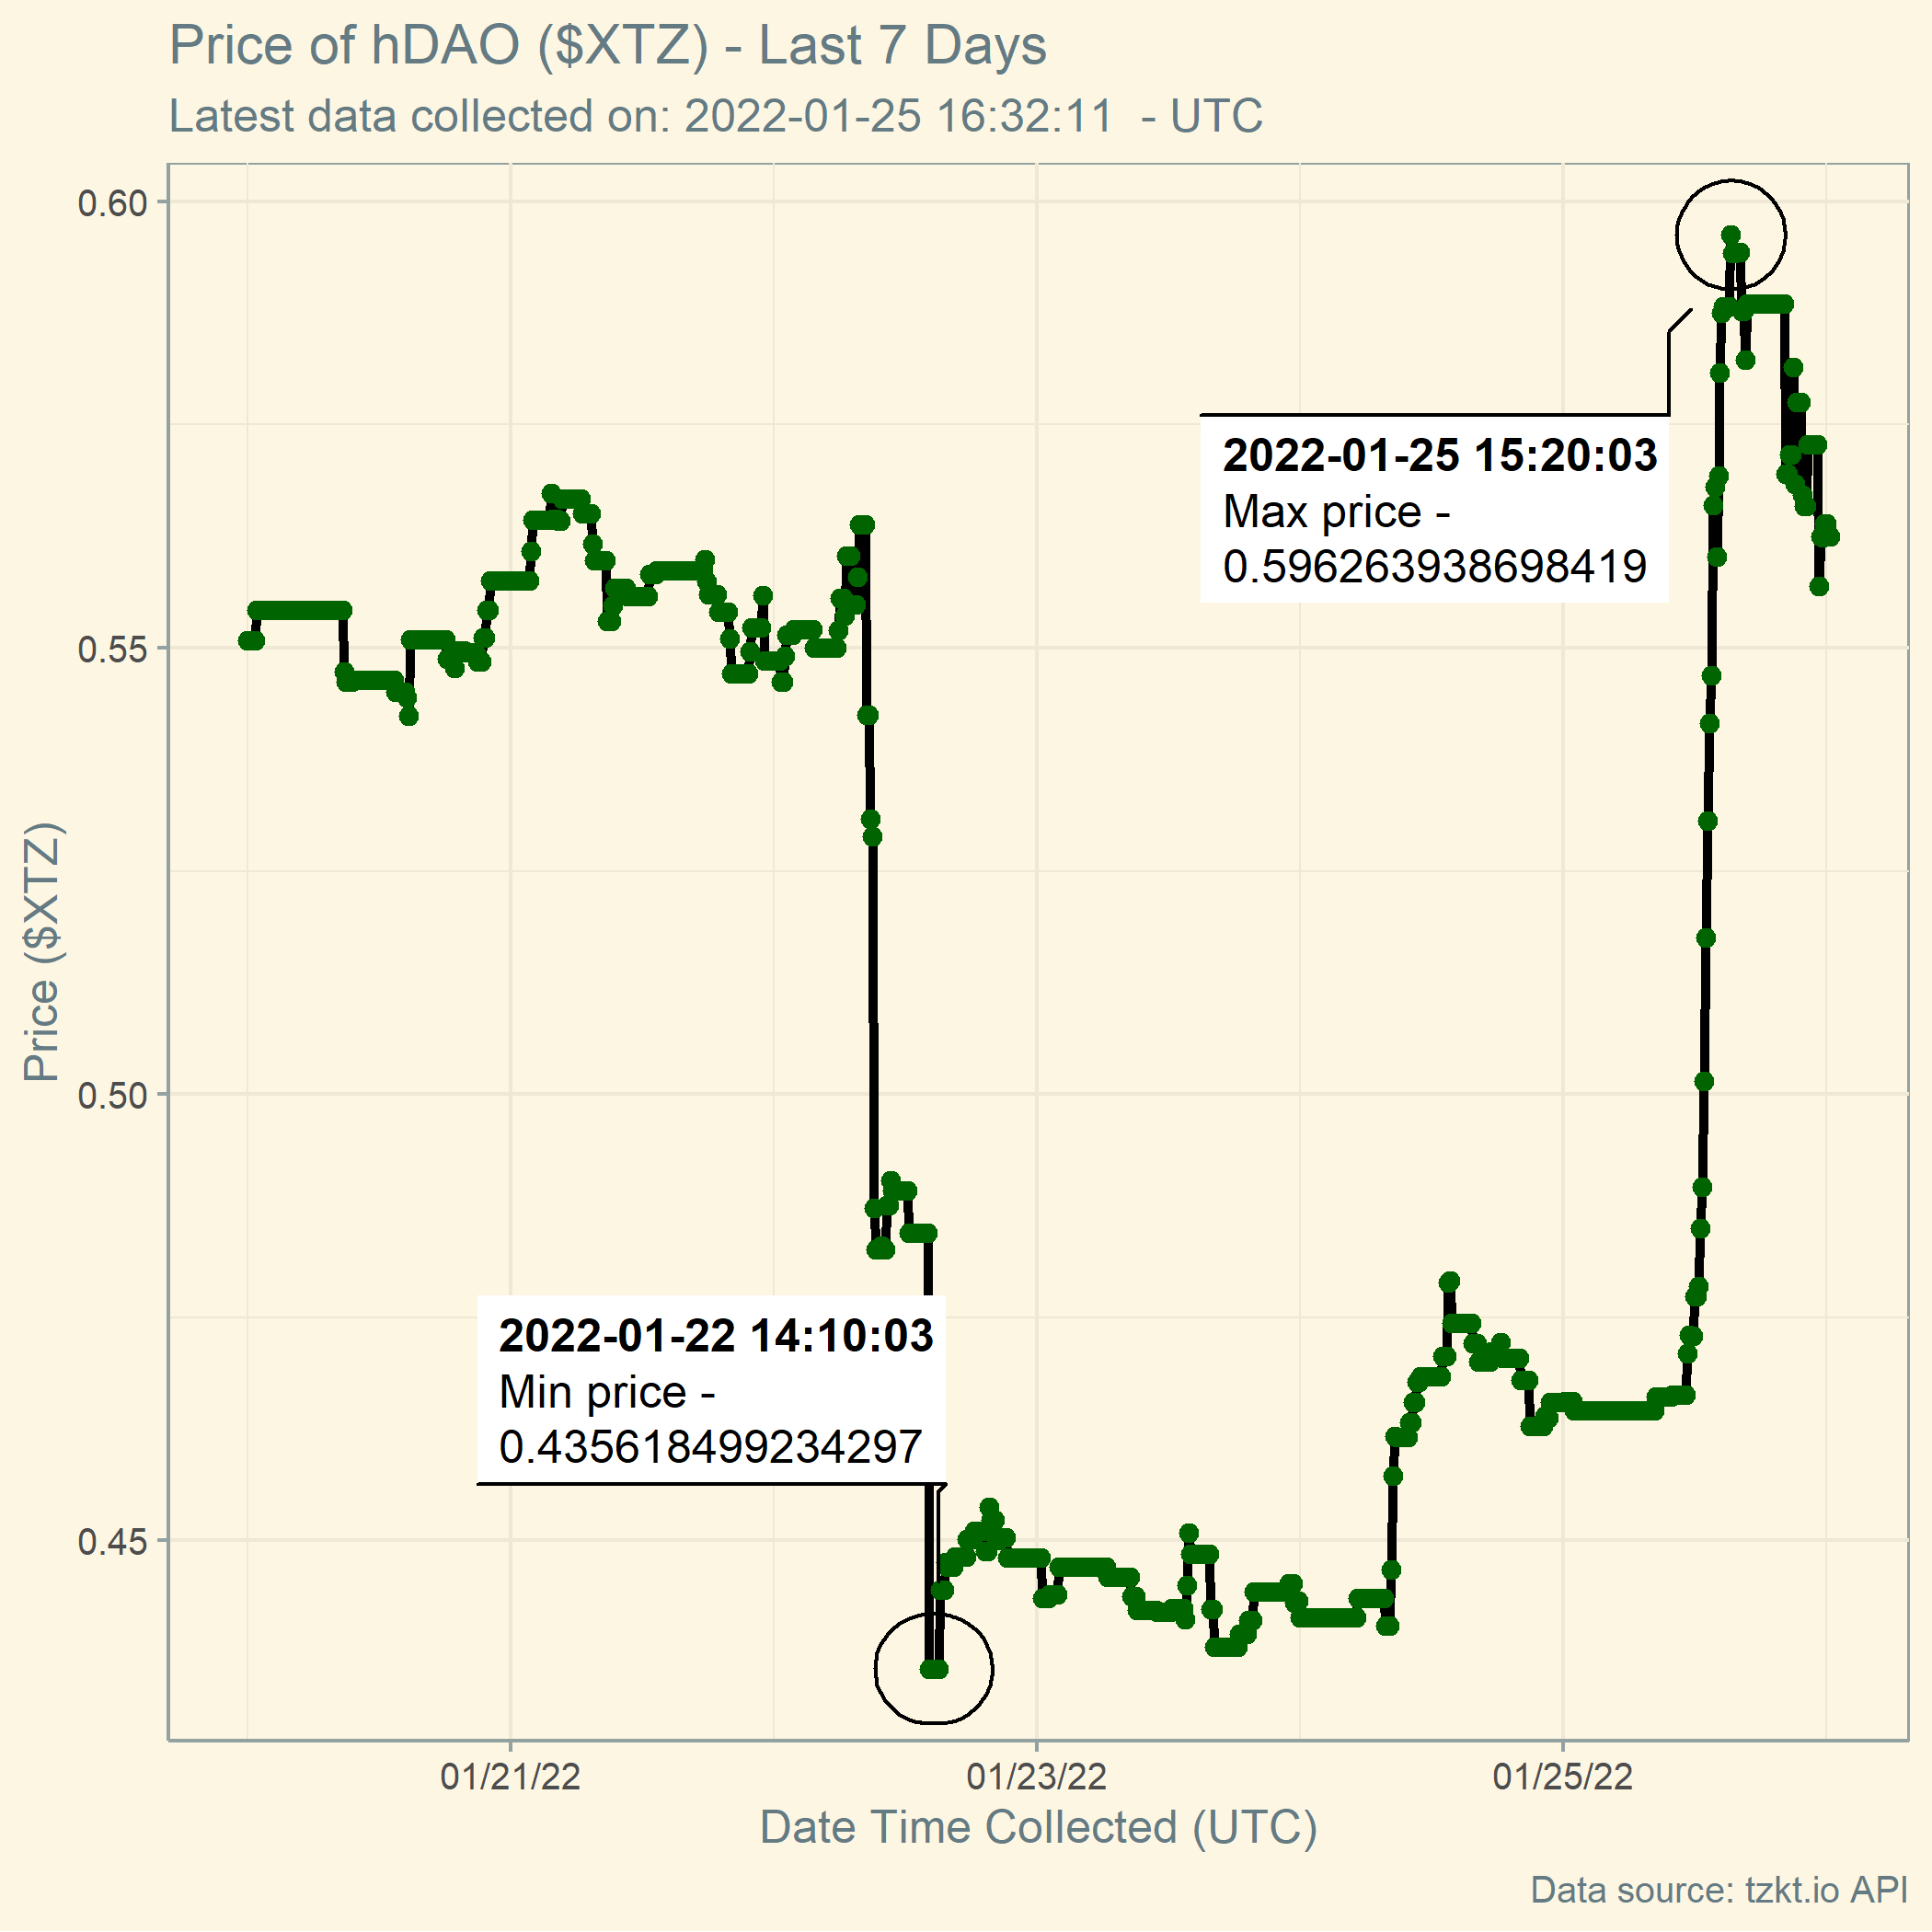 Price of hDAO ($XTZ) - Last 7 Days
Latest data collected on: 2022-01-25 16:32:11  - UTC
0.60
0.55
0.50
0.45
Price ($XTZ)
2022-01-25 15:20:03
Max price -
0.596263938698419
2022-01-22 14:10:03
Min price -
0.435618499234297
01/21/22
01/23/22
01/25/22
Date Time Collected (UTC)
Data source: tzkt.io API